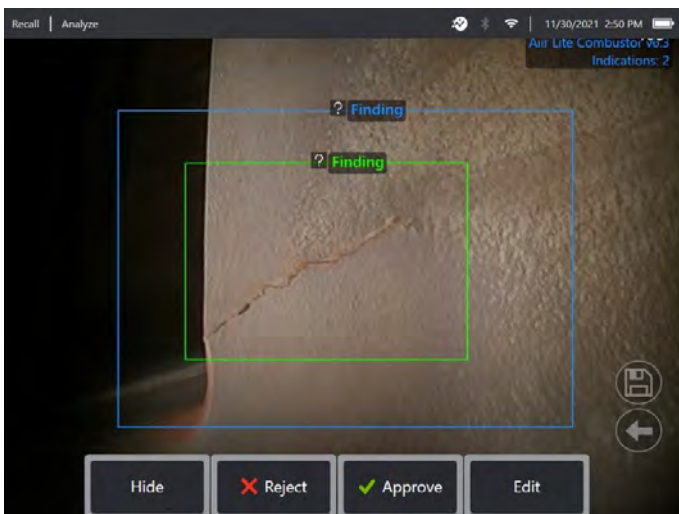 Recall | Analyze
11/30/2021 2:50 PM
Aiir Lite Combustor v0.3
Indications: 2
? Finding
? Finding
Hide
Reject
Approve
Edit